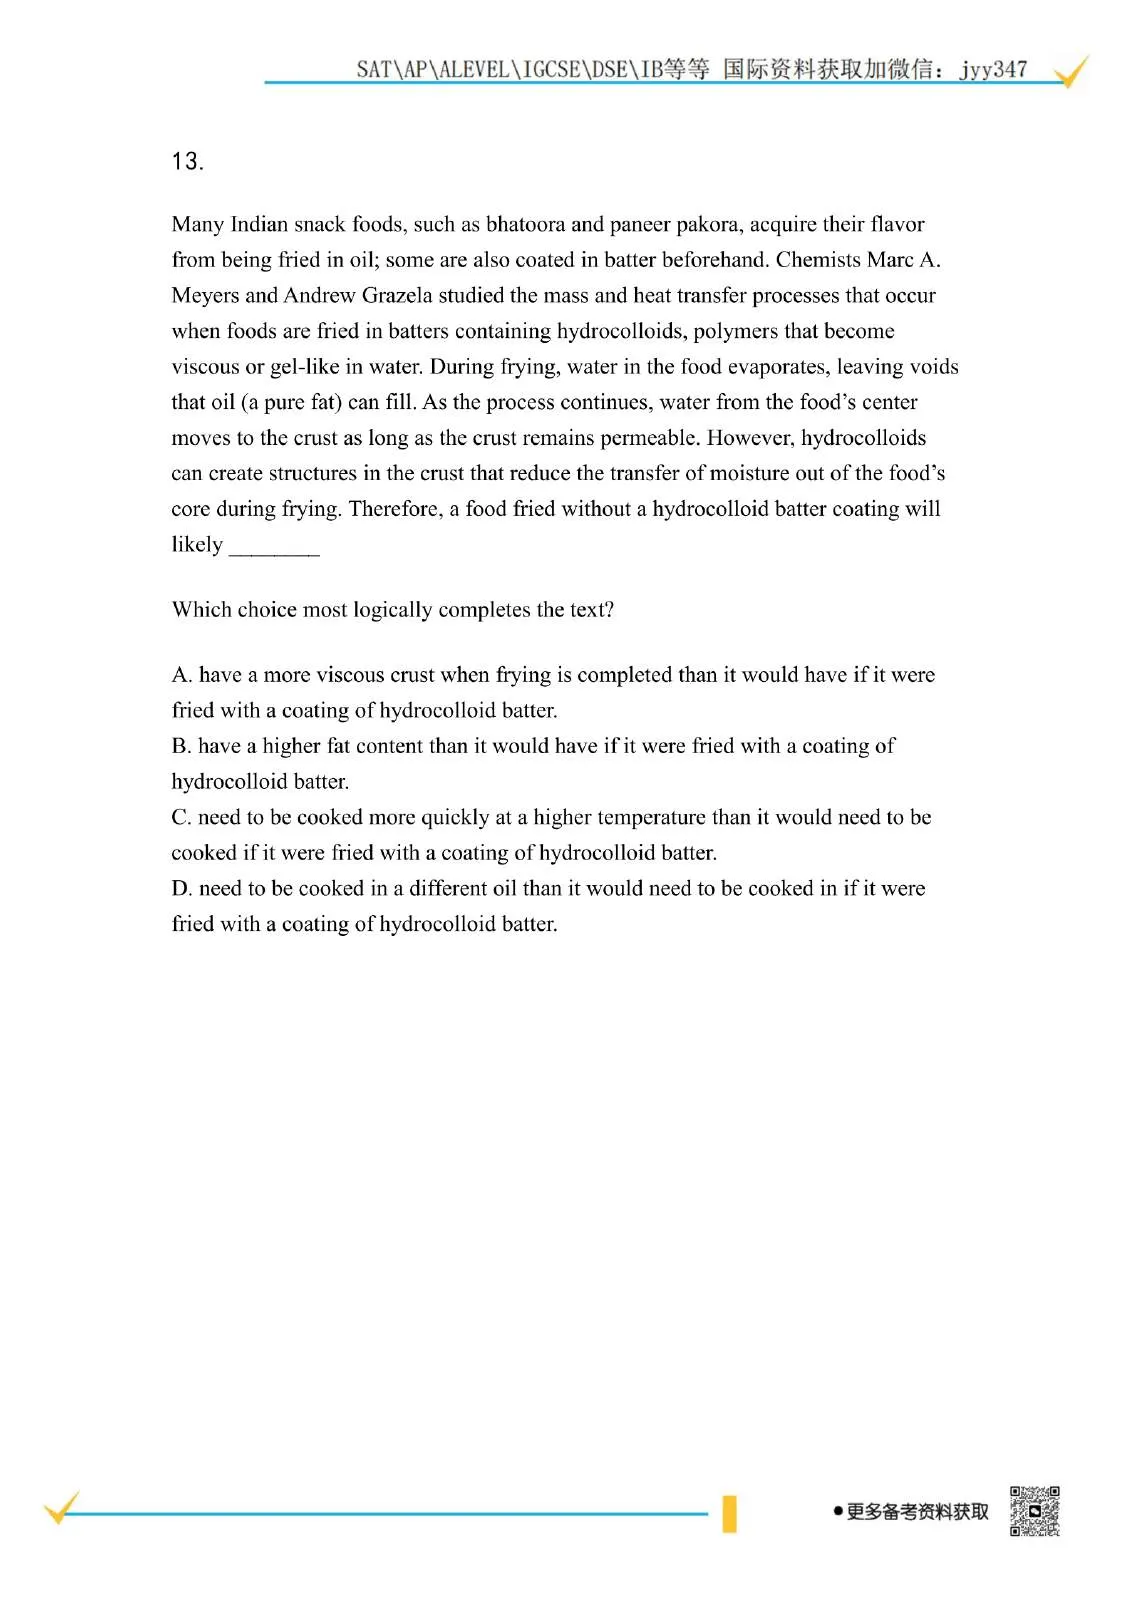 SAT\AP\ALEVEL\IGCSE\DSE\IB等等 国际资料获取加微信：jyy347
13.
Many Indian snack foods, such as bhatoora and paneer pakora, acquire their flavor
from being fried in oil; some are also coated in batter beforehand. Chemists Marc A.
Meyers and Andrew Grazela studied the mass and heat transfer processes that occur
when foods are fried in batters containing hydrocolloids, polymers that become
viscous or gel-like in water. During frying, water in the food evaporates, leaving voids
that oil (a pure fat) can fill. As the process continues, water from the food’s center
moves to the crust as long as the crust remains permeable. However, hydrocolloids
can create structures in the crust that reduce the transfer of moisture out of the food’s
core during frying. Therefore, a food fried without a hydrocolloid batter coating will
likely ________
Which choice most logically completes the text?
A. have a more viscous crust when frying is completed than it would have if it were
fried with a coating of hydrocolloid batter.
B. have a higher fat content than it would have if it were fried with a coating of
hydrocolloid batter.
C. need to be cooked more quickly at a higher temperature than it would need to be
cooked if it were fried with a coating of hydrocolloid batter.
D. need to be cooked in a different oil than it would need to be cooked in if it were
fried with a coating of hydrocolloid batter.
●更多备考资料获取